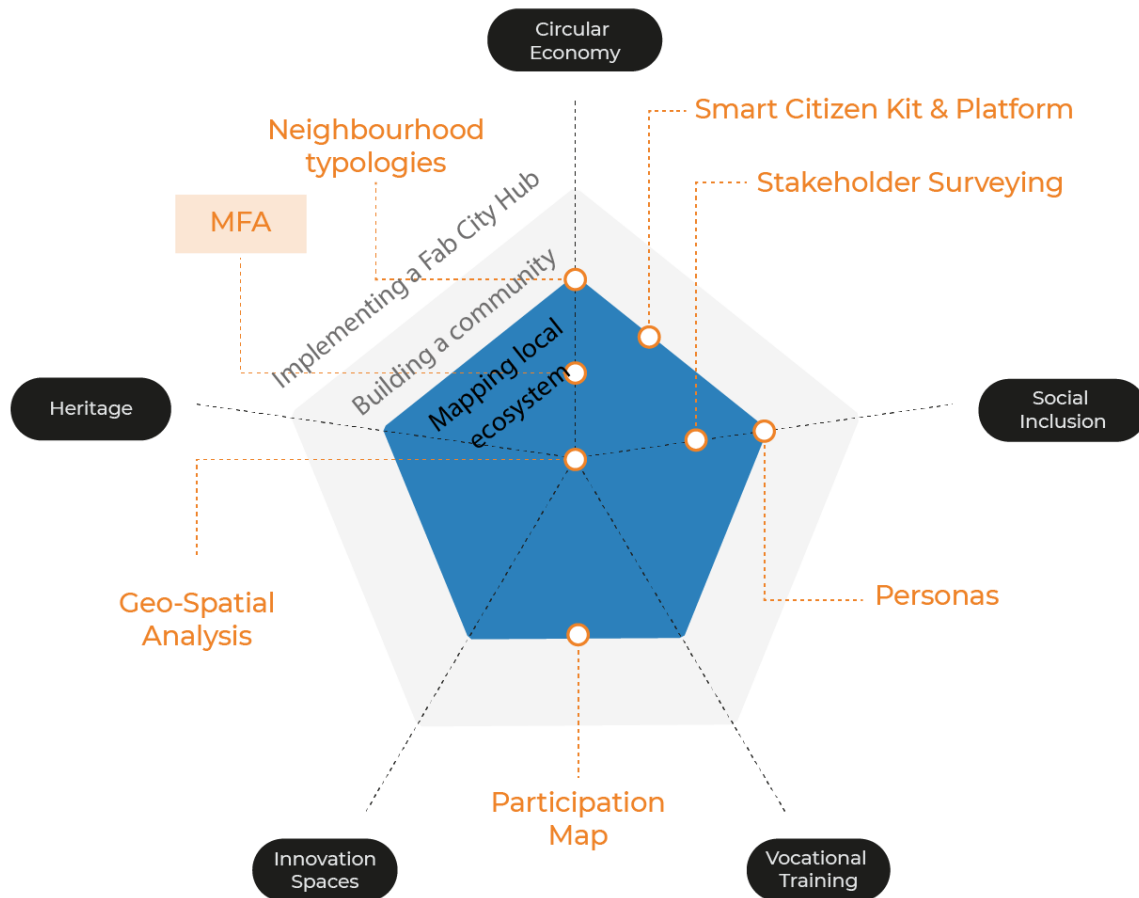 Circular
Economy
Smart Citizen Kit & Platform
Neighbourhood
typologies
Stakeholder Surveying
MFA
Implementing a Fab City Hub
Building a community
Mapping local
ecosystem
Heritage
Social
Inclusion
Geo-Spatial
Analysis
Personas
Participation
Map
Innovation
Spaces
Vocational
Training